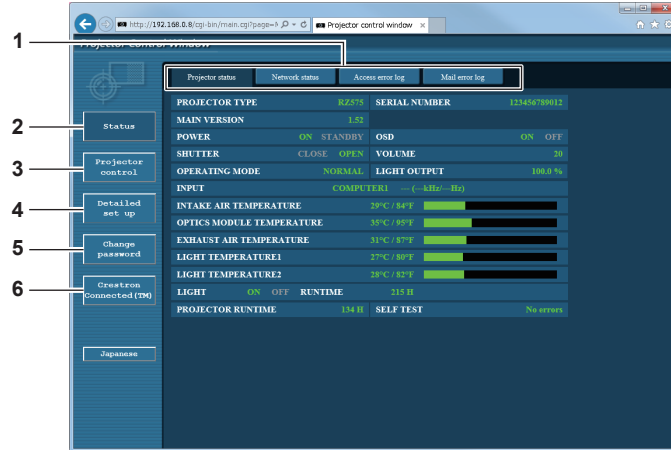 http://192.168.0.8/cgi-bin/main.cgi?page=
Projector control window
Projector Control Window
1
Projector status Network status Access error log Mail error log
PROJECTOR TYPE RZ575 SERIAL NUMBER 123456789012
MAIN VERSION 1.52
2
Status
POWER ON STANDBY OSD ON OFF
SHUTTER CLOSE OPEN VOLUME 20
3
Projector
control
OPERATING MODE NORMAL LIGHT OUTPUT 100.0 %
INPUT COMPUTER1 — (—kHz/—Hz)
4
Detailed
set up
INTAKE AIR TEMPERATURE 29°C / 84°F
OPTICS MODULE TEMPERATURE 35°C / 95°F
5
Change
password
EXHAUST AIR TEMPERATURE 31°C / 87°F
LIGHT TEMPERATURE1 27°C / 80°F
LIGHT TEMPERATURE2 28°C / 82°F
6
Crestron
Connected(TM)
LIGHT ON OFF RUNTIME 215 H
PROJECTOR RUNTIME 134 H SELF TEST No errors
Japanese